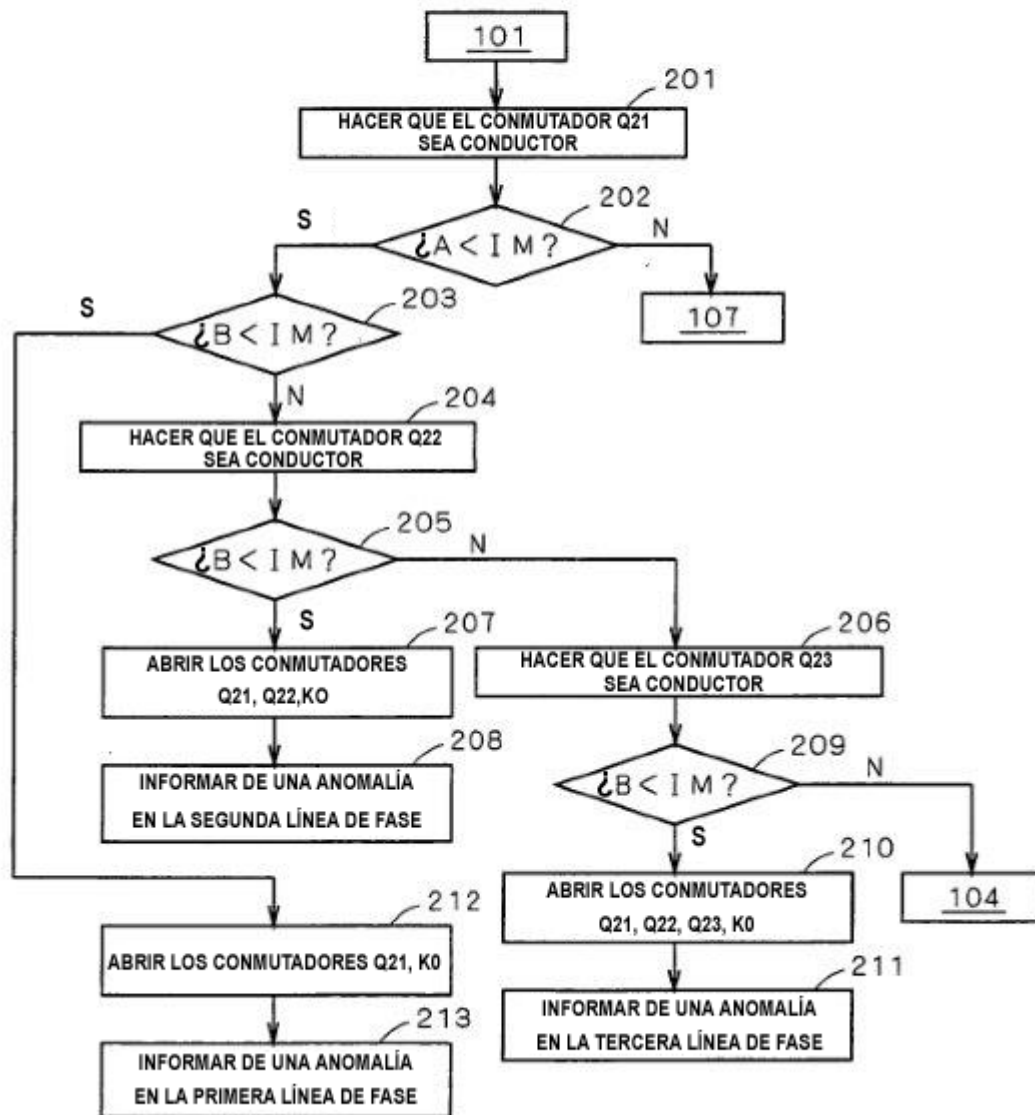 101
201
HACER QUE EL CONMUTADOR Q21
SEA CONDUCTOR
202
S
¿A < I M?
N
107
203
S
¿B < I M?
N
204
HACER QUE EL CONMUTADOR Q22
SEA CONDUCTOR
205
¿B < I M?
N
S
207
ABRIR LOS CONMUTADORES
Q21, Q22,KO
206
HACER QUE EL CONMUTADOR Q23
SEA CONDUCTOR
208
INFORMAR DE UNA ANOMALÍA
EN LA SEGUNDA LÍNEA DE FASE
209
¿B < I M?
N
S
104
210
ABRIR LOS CONMUTADORES
Q21, Q22, Q23, K0
212
ABRIR LOS CONMUTADORES Q21, K0
211
INFORMAR DE UNA ANOMALÍA
EN LA TERCERA LÍNEA DE FASE
213
INFORMAR DE UNA ANOMALÍA
EN LA PRIMERA LÍNEA DE FASE